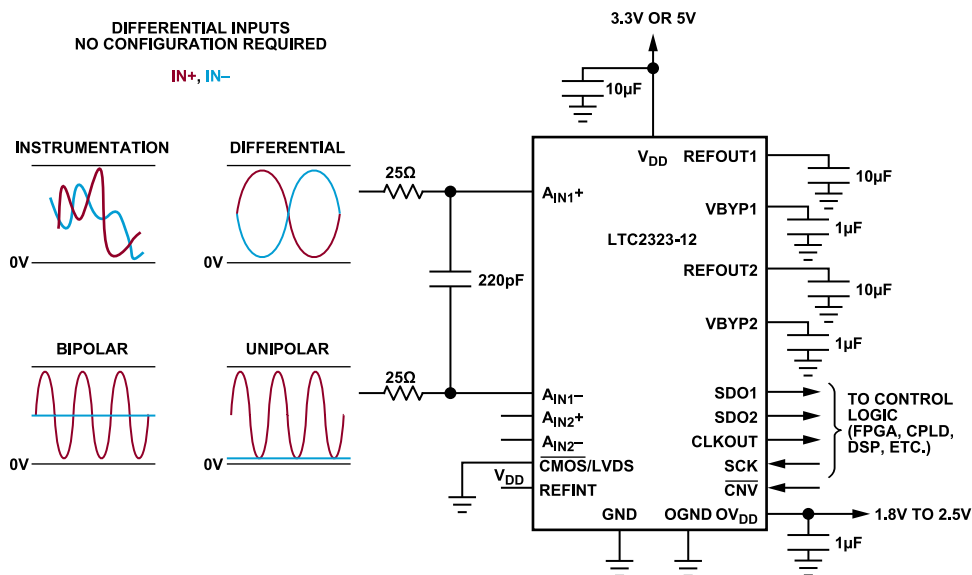 DIFFERENTIAL INPUTS
NO CONFIGURATION REQUIRED
IN+, IN–
INSTRUMENTATION
0V
DIFFERENTIAL
0V
BIPOLAR
0V
UNIPOLAR
0V
25Ω
220pF
25Ω
3.3V OR 5V
10µF
VDD
LTC2323-12
AIN1+
AIN1–
AIN2+
AIN2–
CMOS/LVDS
VDD
REFINT
GND
OGND
OVDD
REFOUT1
10µF
VBYP1
1µF
REFOUT2
10µF
VBYP2
1µF
SDO1
SDO2
CLKOUT
SCK
CNV
TO CONTROL
LOGIC
(FPGA, CPLD,
DSP, ETC.)
1.8V TO 2.5V
1µF